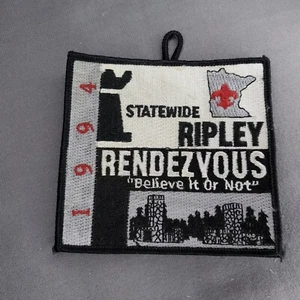 1994
STATEWIDE
RIPLEY
RENDEZVOUS
"Believe It Or Not"